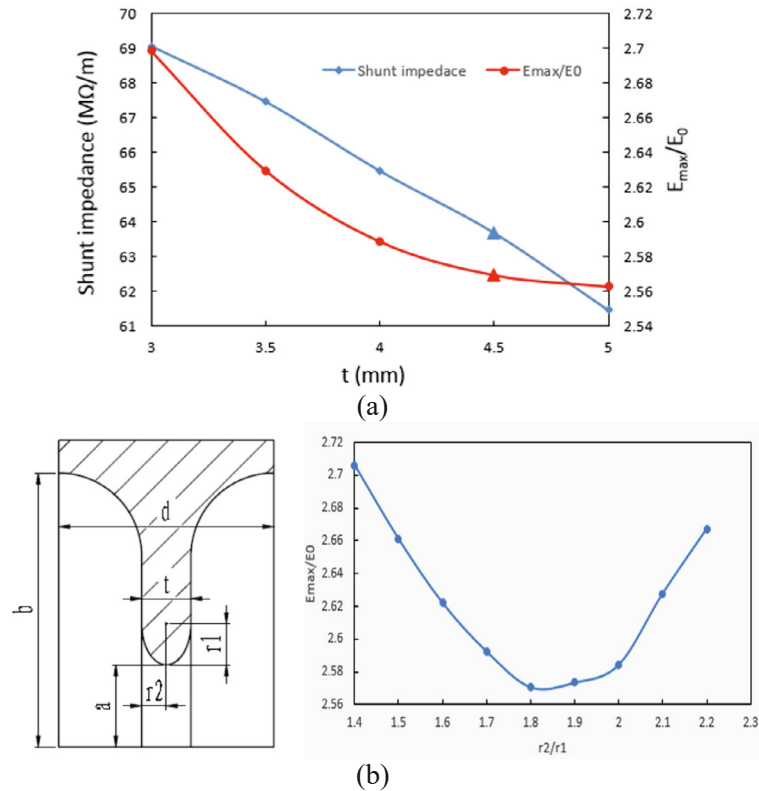 70
69
68
67
66
65
64
63
62
61
Shunt impedance (MΩ/m)
2.72
2.7
2.68
2.66
2.64
2.62
2.6
2.58
2.56
2.54
Emax/E0
Shunt impedace
Emax/E0
3
3.5
4
4.5
5
t (mm)
(a)
b
d
t
r1
r2
a
2.72
2.7
2.68
2.66
2.64
2.62
2.6
2.58
2.56
Emax/E0
1.4
1.5
1.6
1.7
1.8
1.9
2
2.1
2.2
2.3
r2/r1
(b)